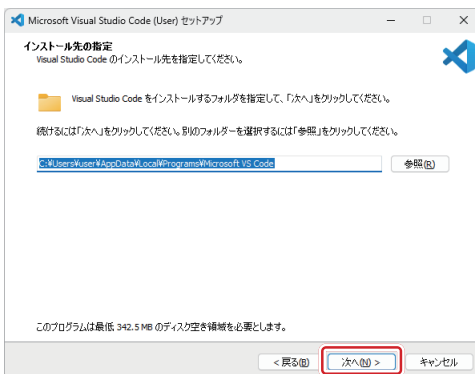 Microsoft Visual Studio Code (User) セットアップ
インストール先の指定
Visual Studio Code のインストール先を指定してください。
Visual Studio Code をインストールするフォルダを指定して、「次へ」をクリックしてください。
続けるには「次へ」をクリックしてください。別のフォルダーを選択するには「参照」をクリックしてください。
C:¥Users¥user¥AppData¥Local¥Programs¥Microsoft VS Code
参照(R)
このプログラムは最低 342.5 MB のディスク空き領域を必要とします。
< 戻る(B)
次へ(N) >
キャンセル